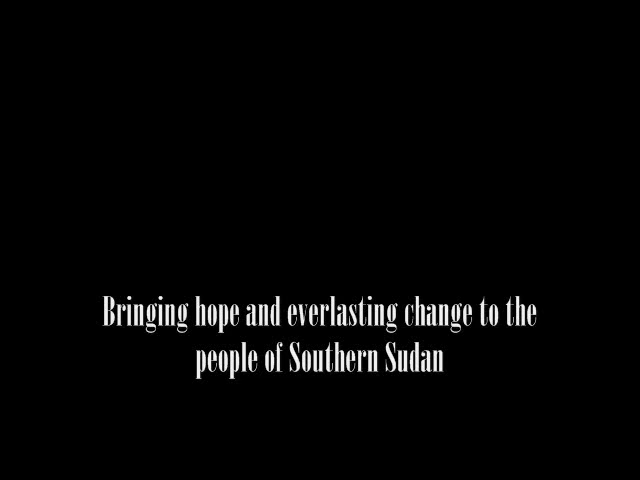 Bringing hope and everlasting change to the
people of Southern Sudan